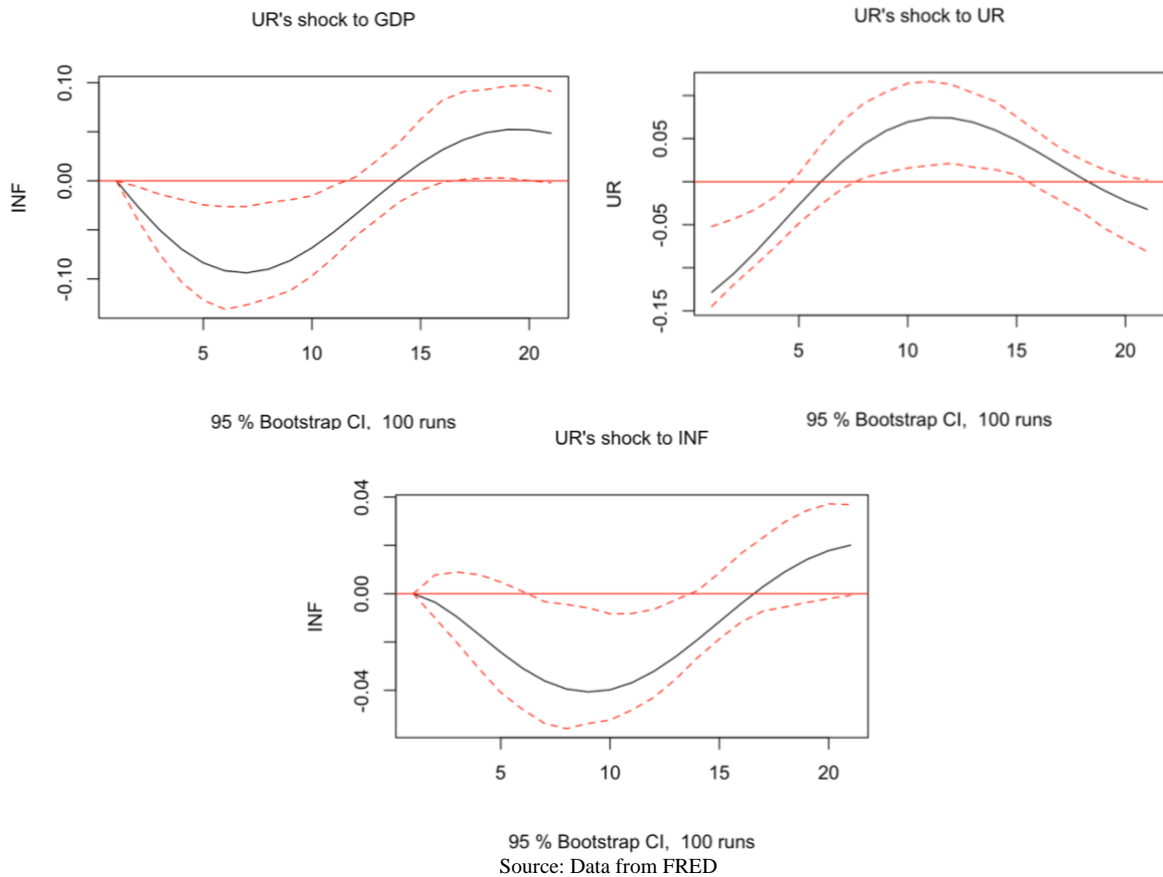 UR's shock to GDP
INF
0.10
0.00
-0.10
5
10
15
20
95 % Bootstrap CI, 100 runs
UR's shock to UR
UR
0.05
-0.05
-0.15
5
10
15
20
95 % Bootstrap CI, 100 runs
UR's shock to INF
INF
0.04
0.00
-0.04
5
10
15
20
95 % Bootstrap CI, 100 runs
Source: Data from FRED